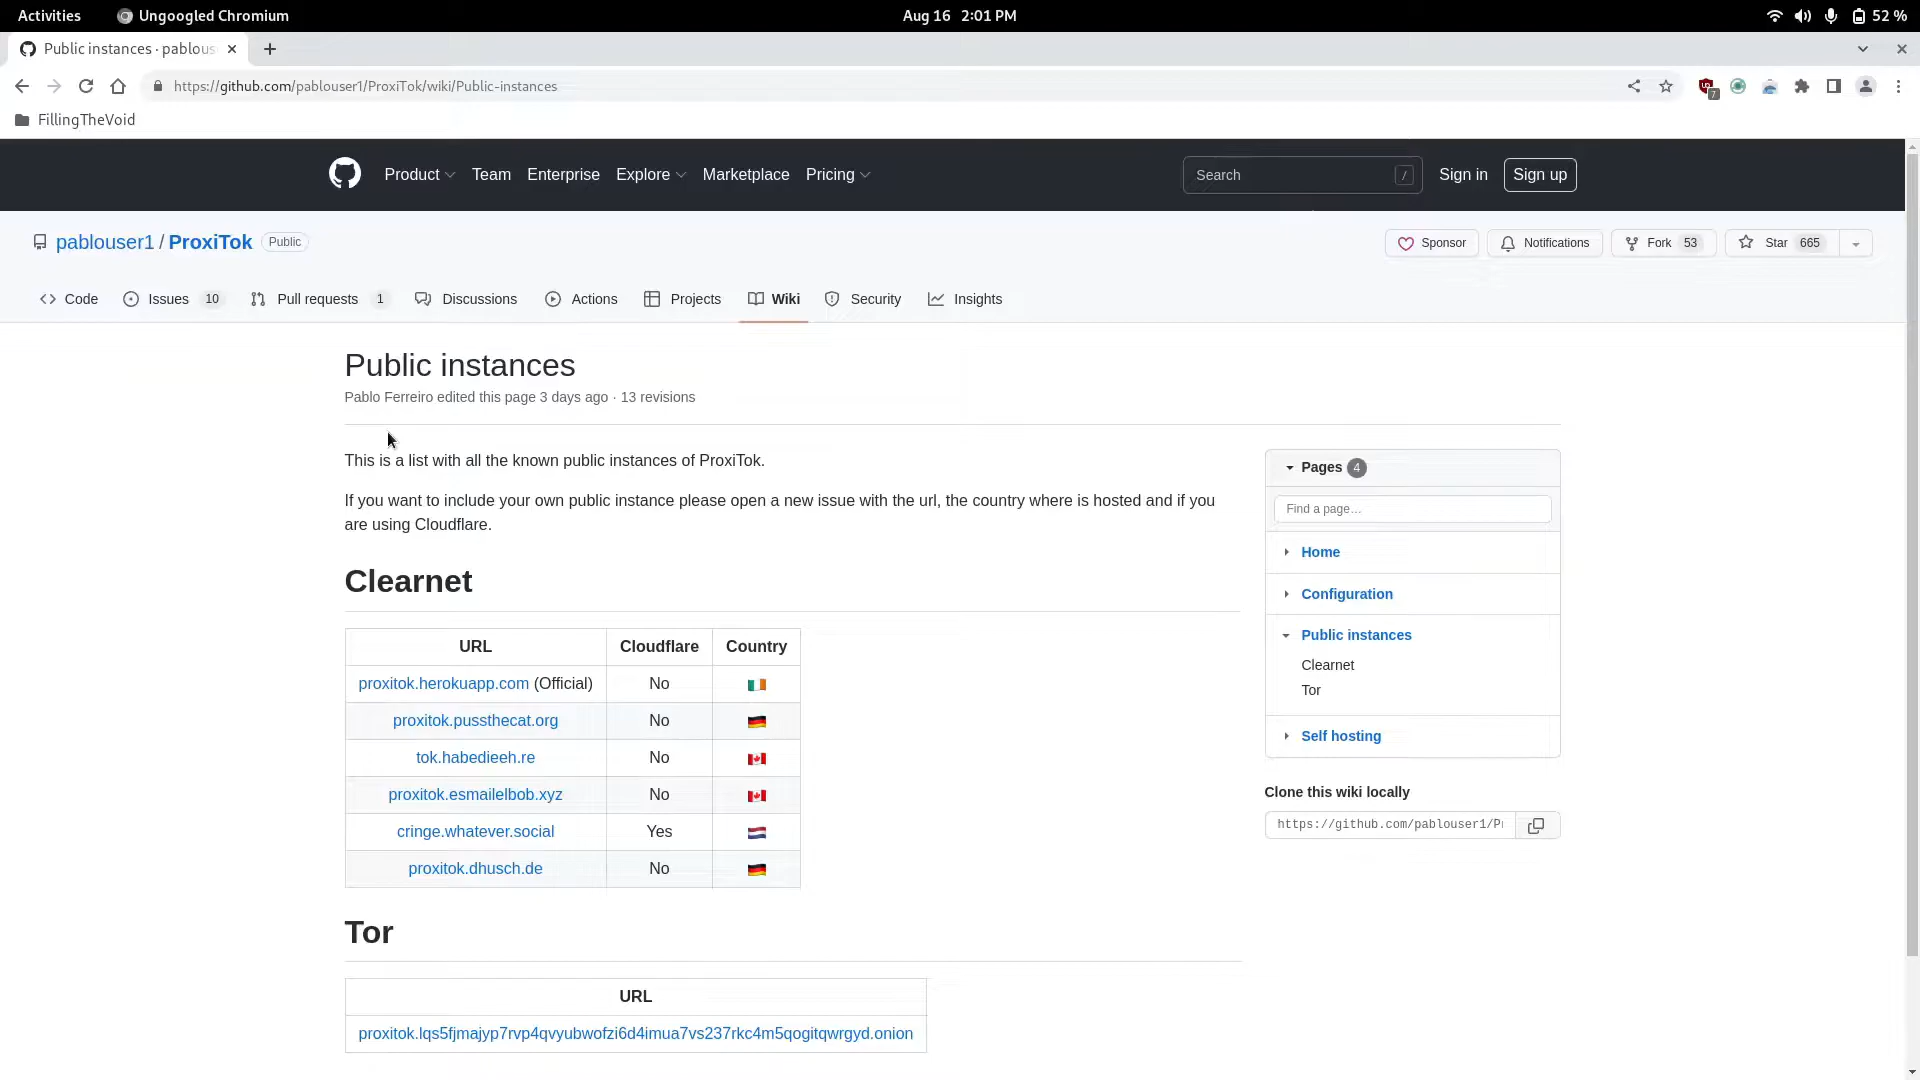 Activities
Ungoogled Chromium
Aug 16 2:01 PM
52 %
Public instances · pablous
https://github.com/pablouser1/ProxiTok/wiki/Public-instances
7
FillingTheVoid
Product
Team
Enterprise
Explore
Marketplace
Pricing
Search /
Sign in
Sign up
pablouser1 / ProxiTok Public
Sponsor
Notifications
Fork 53
Star 665
Code
Issues 10
Pull requests 1
Discussions
Actions
Projects
Wiki
Security
Insights
Public instances
Pablo Ferreiro edited this page 3 days ago · 13 revisions
This is a list with all the known public instances of ProxiTok.
If you want to include your own public instance please open a new issue with the url, the country where is hosted and if you
are using Cloudflare.
Clearnet
URL Cloudflare Country
proxitok.herokuapp.com (Official) No
proxitok.pussthecat.org No
tok.habedieeh.re No
proxitok.esmailelbob.xyz No
cringe.whatever.social Yes
proxitok.dhusch.de No
Tor
URL
proxitok.lqs5fjmajyp7rvp4qvyubwofzi6d4imua7vs237rkc4m5qogitqwrgyd.onion
Pages 4
Find a page…
Home
Configuration
Public instances
Clearnet
Tor
Self hosting
Clone this wiki locally
https://github.com/pablouser1/P